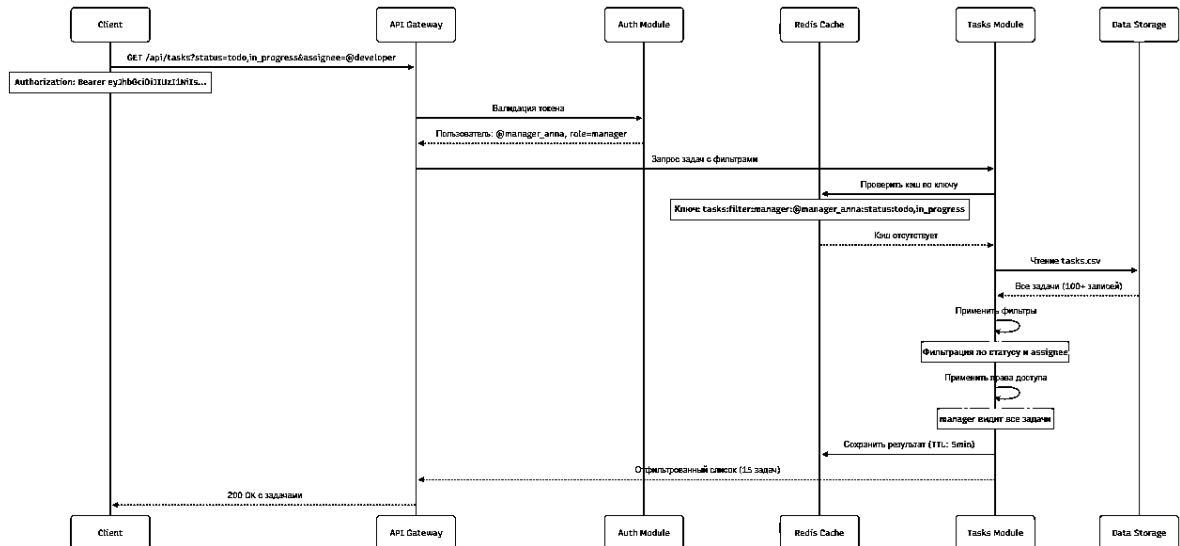 Client
API Gateway
Auth Module
Redis Cache
Tasks Module
Data Storage
GET /api/tasks?status=todo,in_progress&assignee=@developer
Authorization: Bearer eyJhbGciOiJIUzI1NiIs...
Валидация токена
Пользователь: @manager_anna, role=manager
Запрос задач с фильтрами
Проверить кэш по ключу
Ключ: tasks:filter:manager:@manager_anna:status:todo,in_progress
Кэш отсутствует
Чтение tasks.csv
Все задачи (100+ записей)
Применить фильтры
Фильтрация по статусу и assignee
Применить права доступа
manager видит все задачи
Сохранить результат (TTL: 5min)
Отфильтрованный список (15 задач)
200 OK с задачами
Client
API Gateway
Auth Module
Redis Cache
Tasks Module
Data Storage